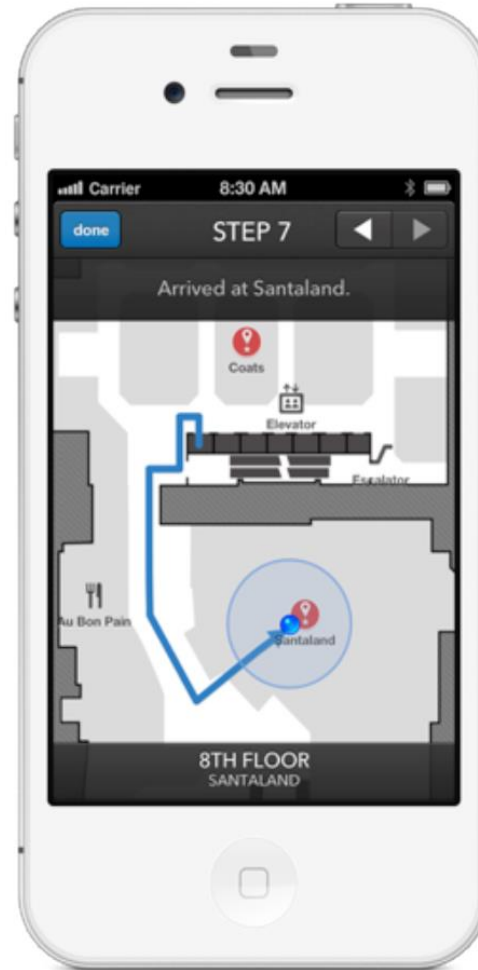 Carrier 8:30 AM
done STEP 7
Arrived at Santaland.
Coats
Elevator
Escalator
Au Bon Pain
Santaland
8TH FLOOR
SANTALAND